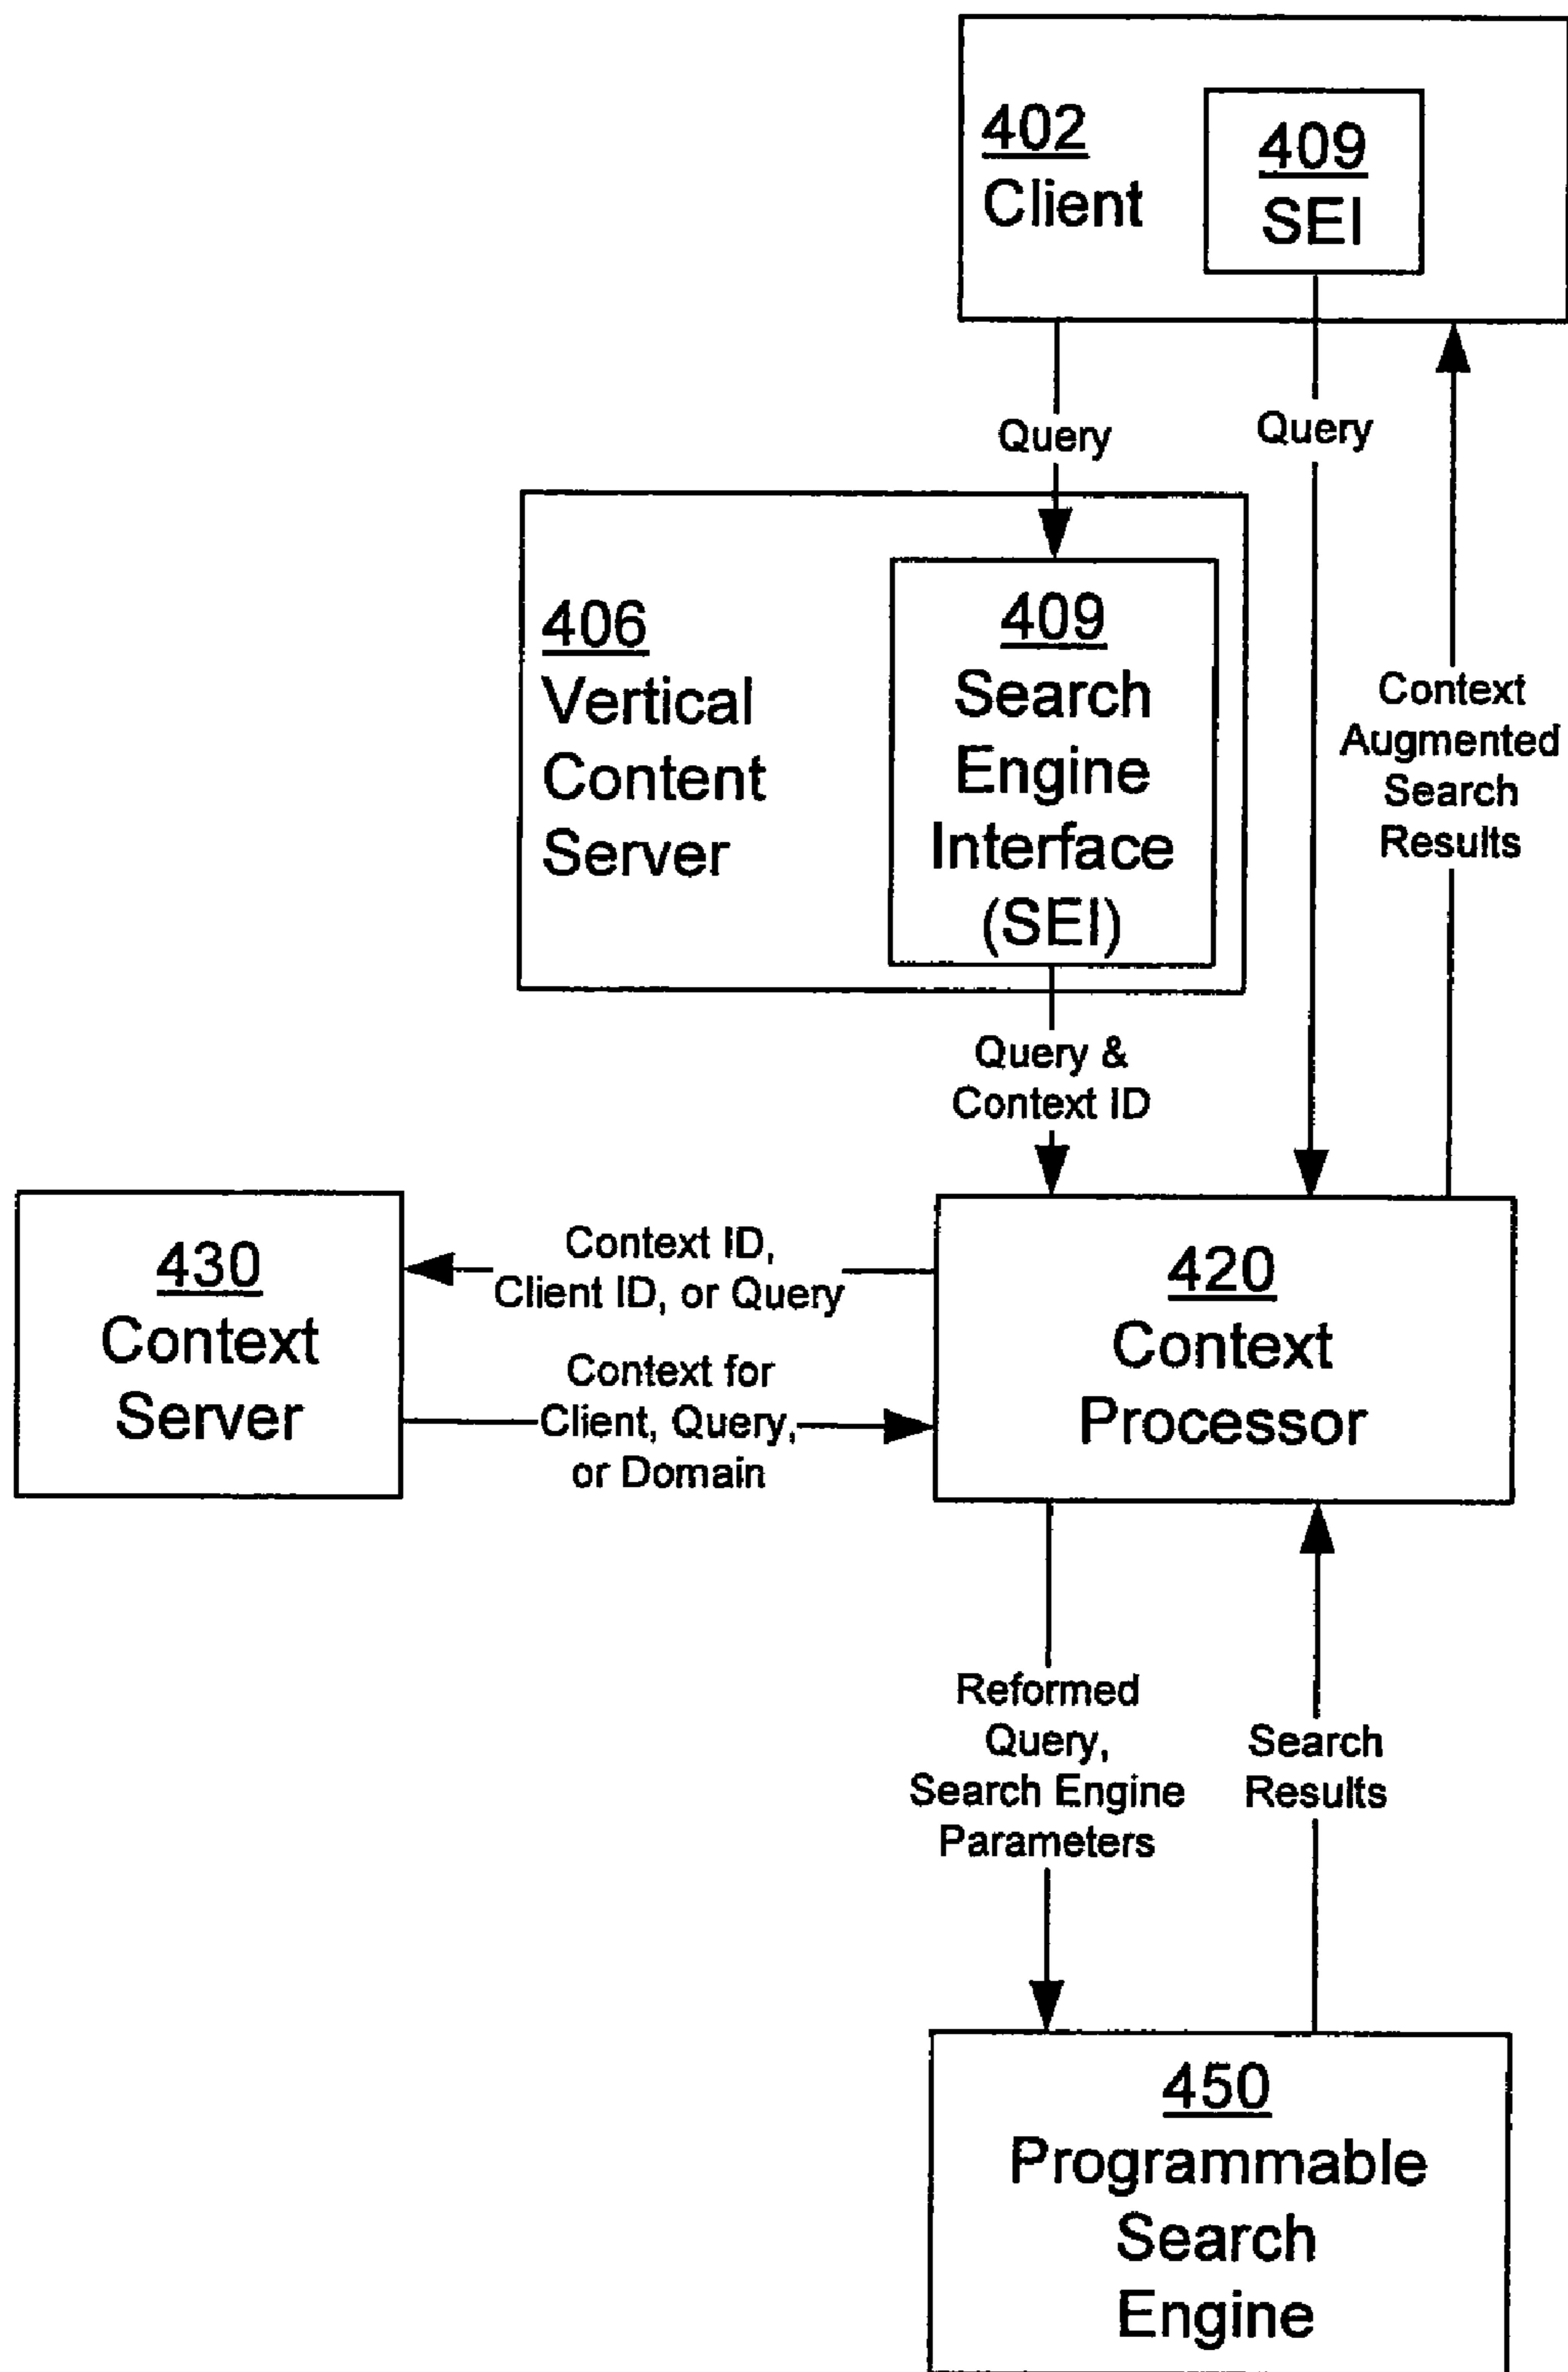 402
Client
409
SEI
Query
Query
406
Vertical
Content
Server
409
Search
Engine
Interface
(SEI)
Context
Augmented
Search
Results
Query &
Context ID
430
Context
Server
Context ID,
Client ID, or Query
Context for
Client, Query,
or Domain
420
Context
Processor
Reformed
Query,
Search Engine
Parameters
Search
Results
450
Programmable
Search
Engine